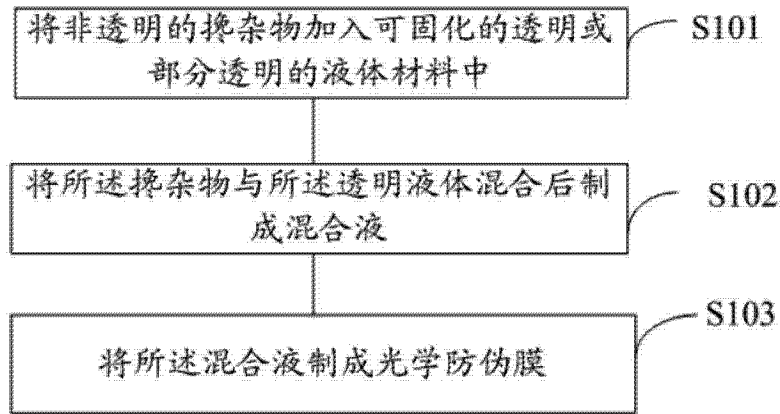 将非透明的搀杂物加入可固化的透明或
部分透明的液体材料中
S101
将所述搀杂物与所述透明液体混合后制
成混合液
S102
将所述混合液制成光学防伪膜
S103